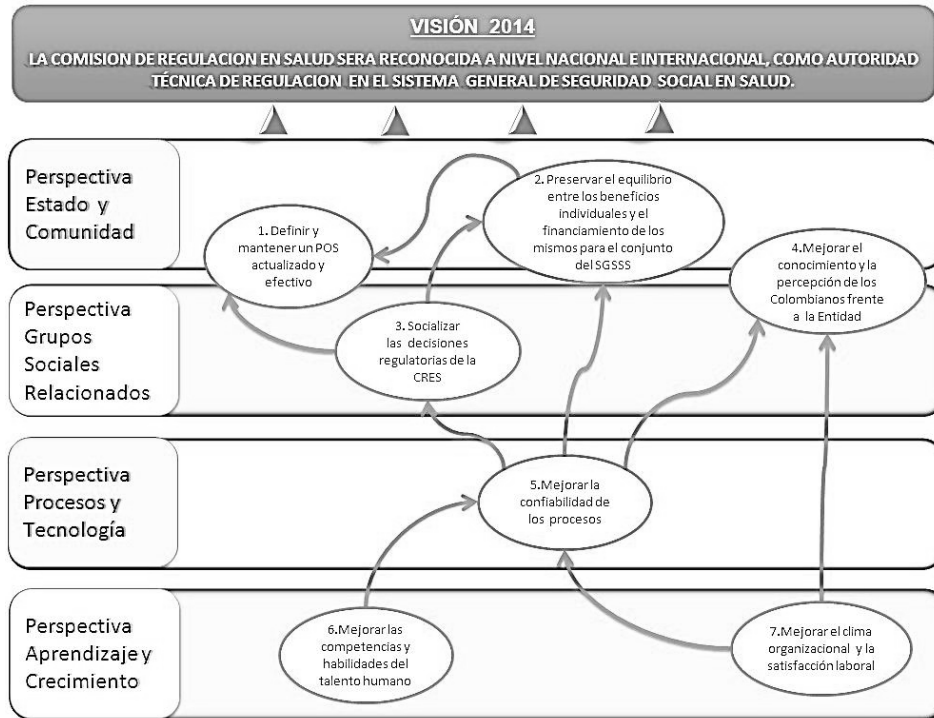 VISIÓN 2014
LA COMISION DE REGULACION EN SALUD SERA RECONOCIDA A NIVEL NACIONAL E INTERNACIONAL, COMO AUTORIDAD
TÉCNICA DE REGULACION EN EL SISTEMA GENERAL DE SEGURIDAD SOCIAL EN SALUD.
Perspectiva
Estado y
Comunidad
1. Definir y
mantener un POS
actualizado y
efectivo
2. Preservar el equilibrio
entre los beneficios
individuales y el
financiamiento de los
mismos para el conjunto
del SGSSS
4.Mejorar el
conocimiento y la
percepción de los
Colombianos frente
a la Entidad
Perspectiva
Grupos
Sociales
Relacionados
3. Socializar
las decisiones
regulatorias de la
CRES
Perspectiva
Procesos y
Tecnología
5.Mejorar la
confiabilidad de
los procesos
Perspectiva
Aprendizaje y
Crecimiento
6.Mejorar las
competencias y
habilidades del
talento humano
7.Mejorar el clima
organizacional y la
satisfacción laboral